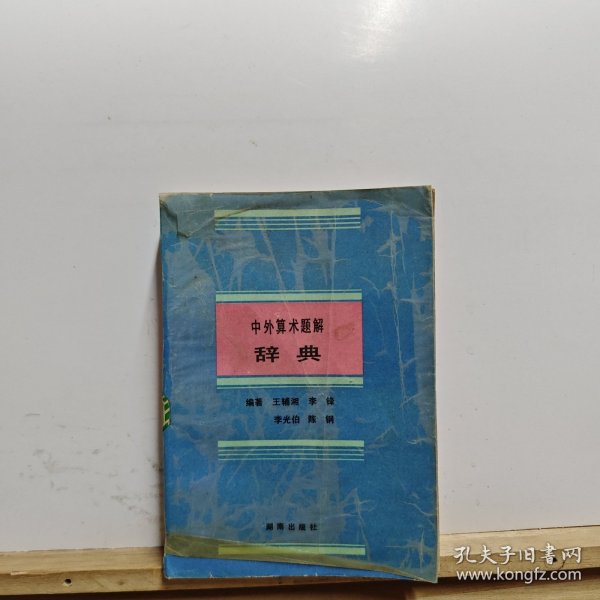 中外算术题解
辞典
编著 王辅湘 李锋
李光伯 陈钢
湖南出版社
孔夫子旧书网
www.kongfz.com